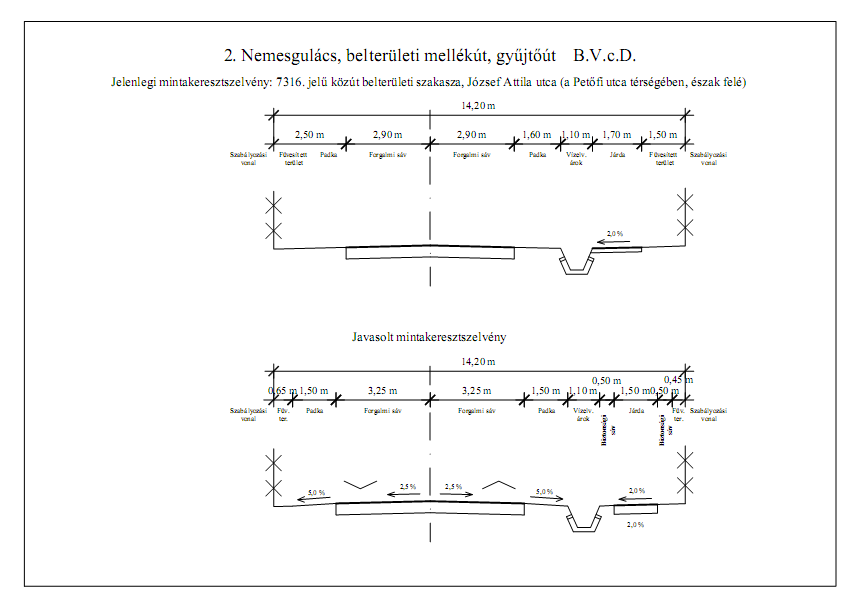 2. Nemesgulács, belterületi mellékút, gyűjtőút B.V.c.D.
Jelenlegi mintakeresztszelvény: 7316. jelű közút belterületi szakasza, József Attila utca (a Petőfi utca térségében, észak felé)
14,20 m
2,50 m 2,90 m 2,90 m 1,60 m 1,10 m 1,70 m 1,50 m
Szabályozási vonal Füvesített terület Padka Forgalmi sáv Forgalmi sáv Padka Vízelv. árok Járda Füvesített terület Szabályozási vonal
2,0 %
Javasolt mintakeresztszelvény
14,20 m
0,50 m 0,45 m
0,65 m 1,50 m 3,25 m 3,25 m 1,50 m 1,10 m 1,50 m 0,50 m
Szabályozási vonal Füv. ter. Padka Forgalmi sáv Forgalmi sáv Padka Vízelv. árok Biztonsági sáv Járda Biztonsági sáv Füv. ter. Szabályozási vonal
5,0 % 2,5 % 2,5 % 5,0 % 2,0 %
2,0 %